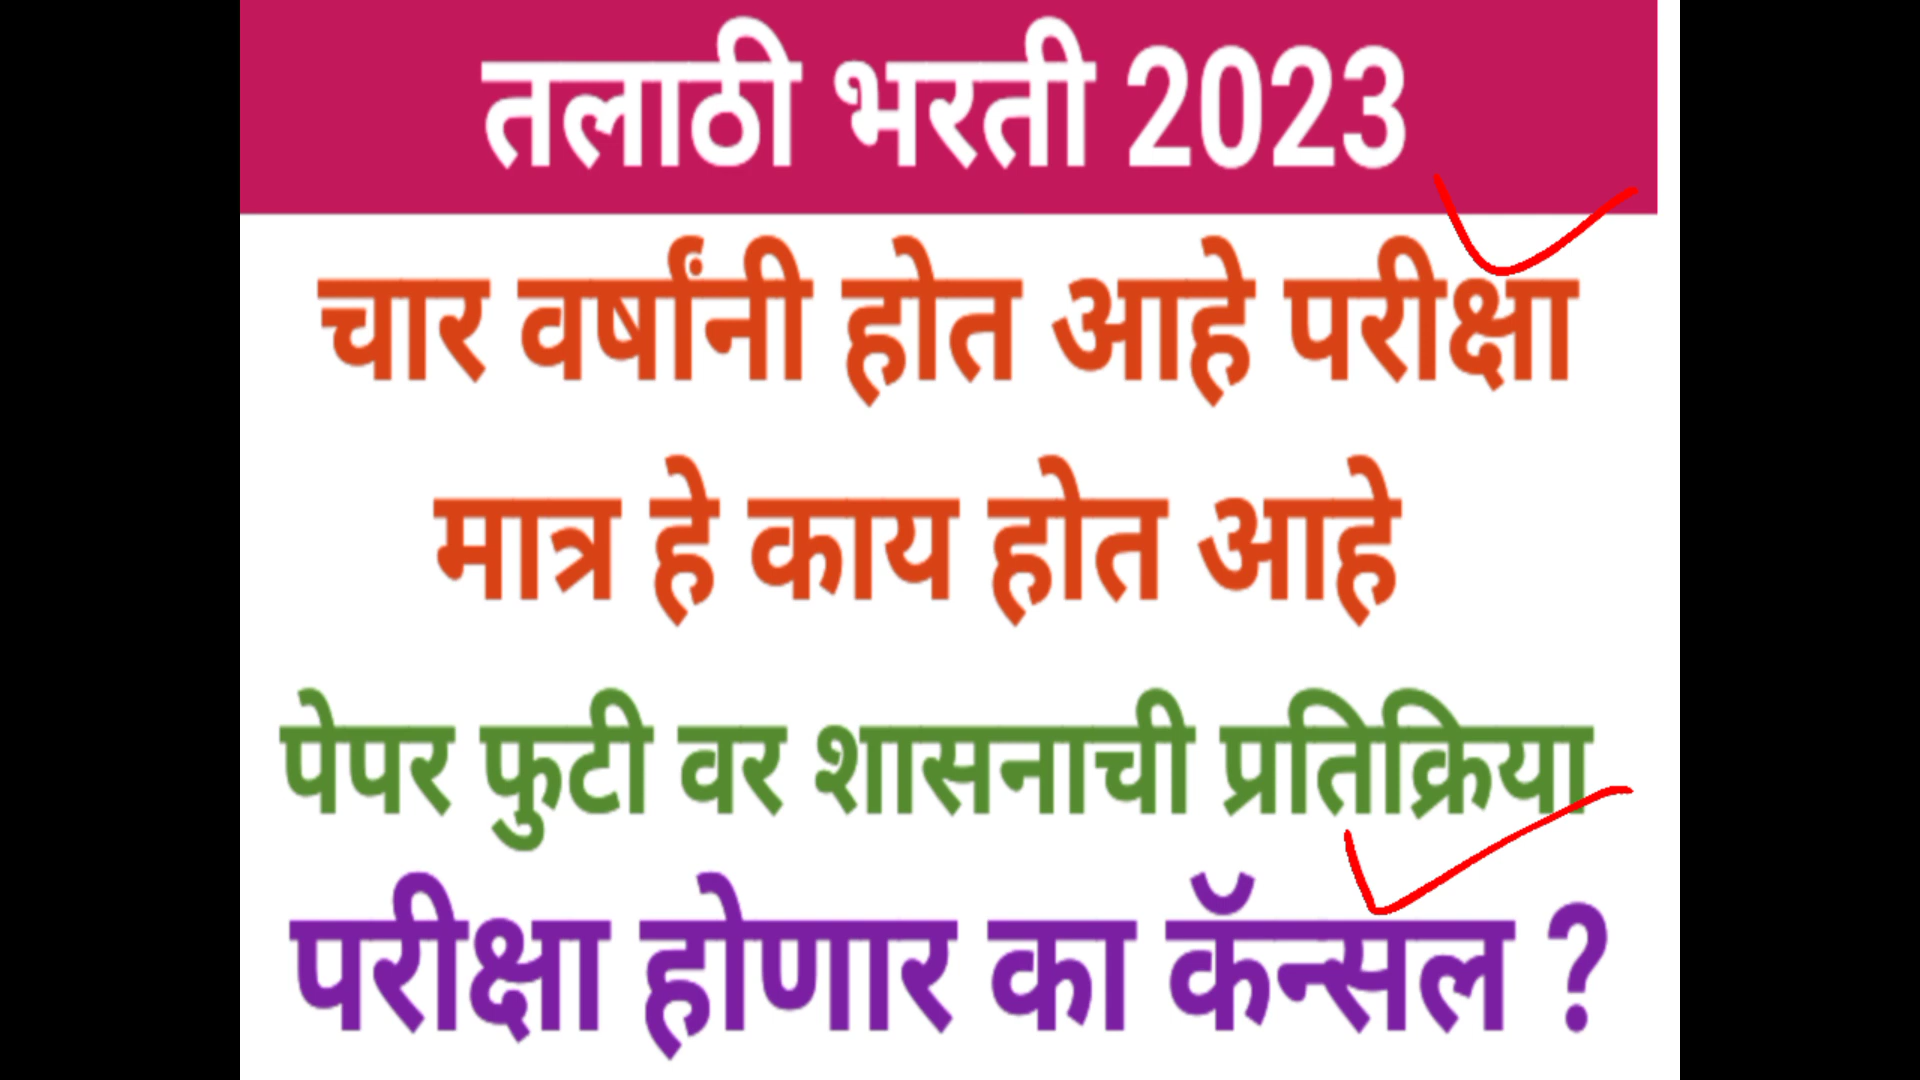 तलाठी भरती 2023
चार वर्षांनी होत आहे परीक्षा
मात्र हे काय होत आहे
पेपर फुटी वर शासनाची प्रतिक्रिया
परीक्षा होणार का कॅन्सल ?